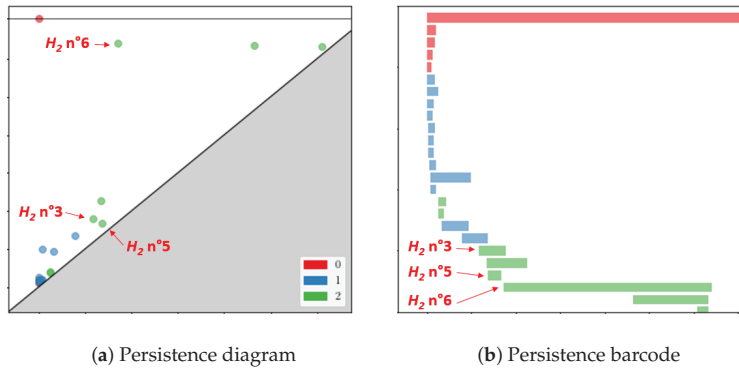 H₂ n°6
H₂ n°3
H₂ n°5
0
1
2
(a) Persistence diagram
H₂ n°3
H₂ n°5
H₂ n°6
(b) Persistence barcode